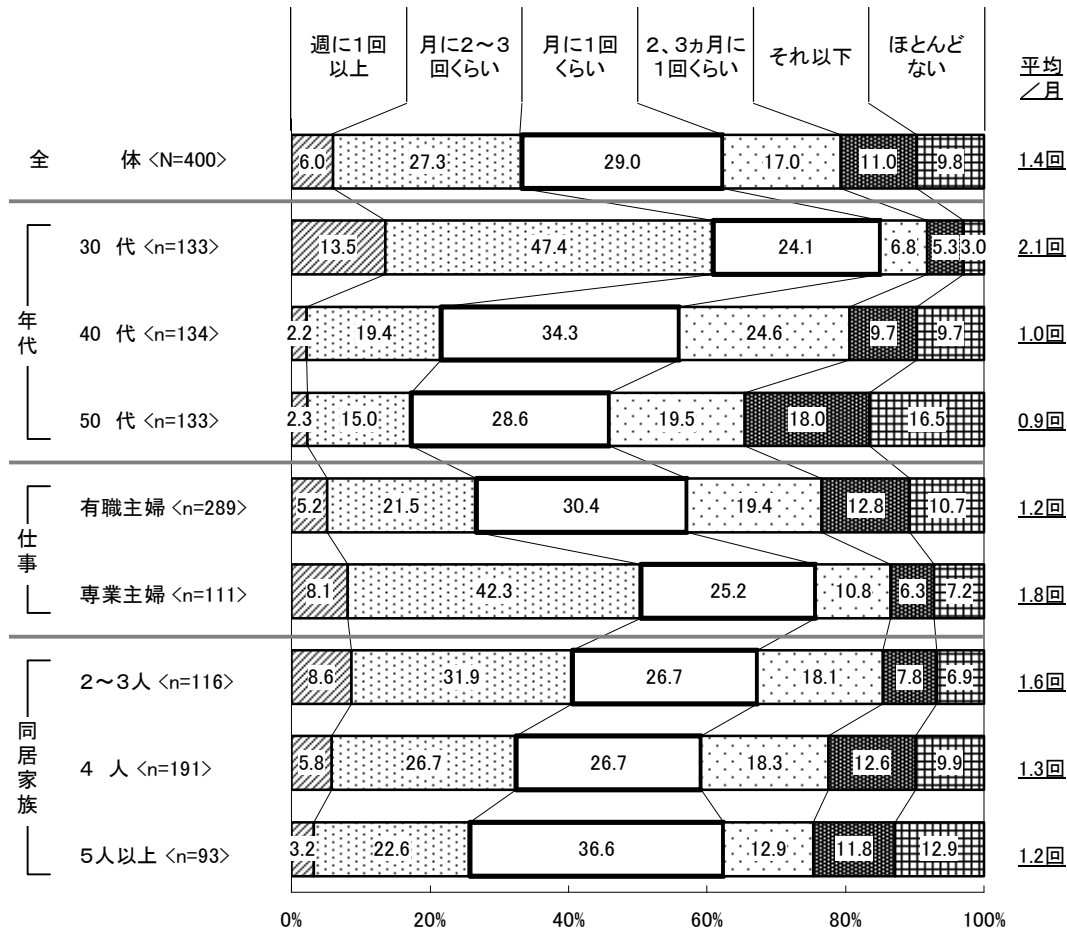 週に1回
以上
月に2～3
回くらい
月に1回
くらい
2、3ヵ月に
1回くらい
それ以下
ほとんど
ない
平均
／月
全　体 <N=400> 6.0 27.3 29.0 17.0 11.0 9.8 1.4回
年代
30 代 <n=133> 13.5 47.4 24.1 6.8 5.3 3.0 2.1回
40 代 <n=134> 2.2 19.4 34.3 24.6 9.7 9.7 1.0回
50 代 <n=133> 2.3 15.0 28.6 19.5 18.0 16.5 0.9回
仕事
有職主婦 <n=289> 5.2 21.5 30.4 19.4 12.8 10.7 1.2回
専業主婦 <n=111> 8.1 42.3 25.2 10.8 6.3 7.2 1.8回
同居家族
2～3人 <n=116> 8.6 31.9 26.7 18.1 7.8 6.9 1.6回
4 人 <n=191> 5.8 26.7 26.7 18.3 12.6 9.9 1.3回
5人以上 <n=93> 3.2 22.6 36.6 12.9 11.8 12.9 1.2回
0% 20% 40% 60% 80% 100%